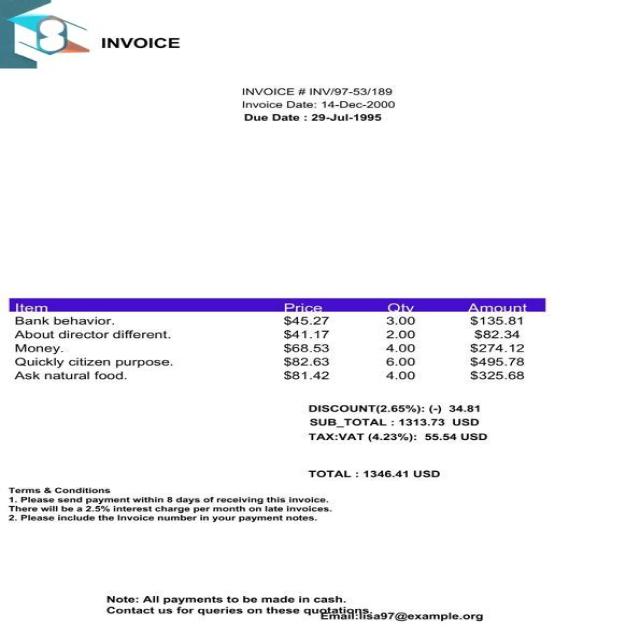 INVOICE
INVOICE # INV/97-53/189
Invoice Date: 14-Dec-2000
Due Date : 29-Jul-1995
Item Price Qty Amount
Bank behavior. $45.27 3.00 $135.81
About director different. $41.17 2.00 $82.34
Money. $68.53 4.00 $274.12
Quickly citizen purpose. $82.63 6.00 $495.78
Ask natural food. $81.42 4.00 $325.68
DISCOUNT(2.65%): (-) 34.81
SUB_TOTAL : 1313.73 USD
TAX:VAT (4.23%): 55.54 USD
TOTAL : 1346.41 USD
Terms & Conditions
1. Please send payment within 8 days of receiving this invoice.
There will be a 2.5% interest charge per month on late invoices.
2. Please include the Invoice number in your payment notes.
Note: All payments to be made in cash.
Contact us for queries on these quotations.
Email:lisa97@example.org